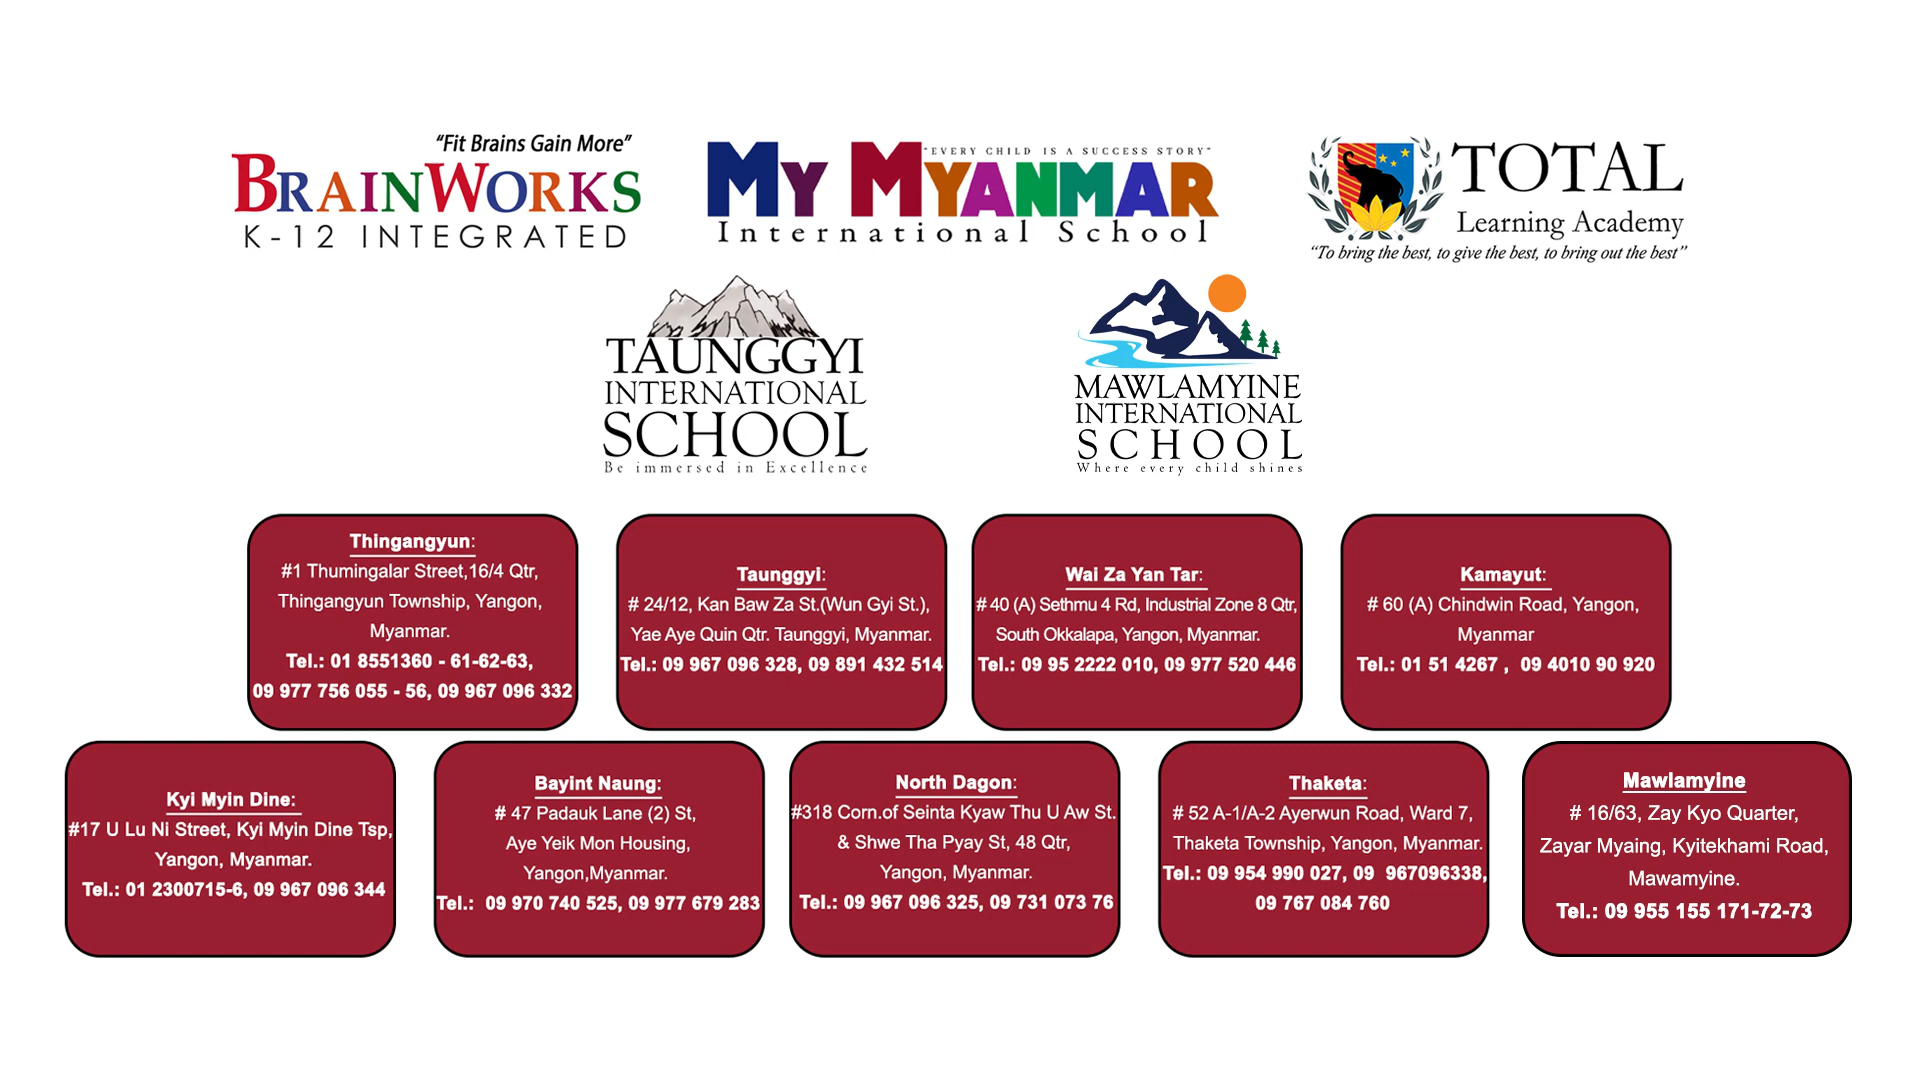 "Fit Brains Gain More"
BRAINWORKS
K-12 INTEGRATED
"EVERY CHILD IS A SUCCESS STORY"
MY MYANMAR
International School
TOTAL
Learning Academy
"To bring the best, to give the best, to bring out the best"
TAUNGGYI
INTERNATIONAL
SCHOOL
Be immersed in Excellence
MAWLAMYINE
INTERNATIONAL
SCHOOL
Where every child shines
Thingangyun:
#1 Thumingalar Street,16/4 Qtr,
Thingangyun Township, Yangon,
Myanmar.
Tel.: 01 8551360 - 61-62-63,
09 977 756 055 - 56, 09 967 096 332
Taunggyi:
# 24/12, Kan Baw Za St.(Wun Gyi St.),
Yae Aye Quin Qtr. Taunggyi, Myanmar.
Tel.: 09 967 096 328, 09 891 432 514
Wai Za Yan Tar:
# 40 (A) Sethmu 4 Rd, Industrial Zone 8 Qtr,
South Okkalapa, Yangon, Myanmar.
Tel.: 09 95 2222 010, 09 977 520 446
Kamayut:
# 60 (A) Chindwin Road, Yangon,
Myanmar
Tel.: 01 51 4267 , 09 4010 90 920
Kyi Myin Dine:
#17 U Lu Ni Street, Kyi Myin Dine Tsp,
Yangon, Myanmar.
Tel.: 01 2300715-6, 09 967 096 344
Bayint Naung:
# 47 Padauk Lane (2) St,
Aye Yeik Mon Housing,
Yangon,Myanmar.
Tel.: 09 970 740 525, 09 977 679 283
North Dagon:
#318 Corn.of Seinta Kyaw Thu U Aw St.
& Shwe Tha Pyay St, 48 Qtr,
Yangon, Myanmar.
Tel.: 09 967 096 325, 09 731 073 76
Thaketa:
# 52 A-1/A-2 Ayerwun Road, Ward 7,
Thaketa Township, Yangon, Myanmar.
Tel.: 09 954 990 027, 09 967096338,
09 767 084 760
Mawlamyine
# 16/63, Zay Kyo Quarter,
Zayar Myaing, Kyitekhami Road,
Mawamyine.
Tel.: 09 955 155 171-72-73